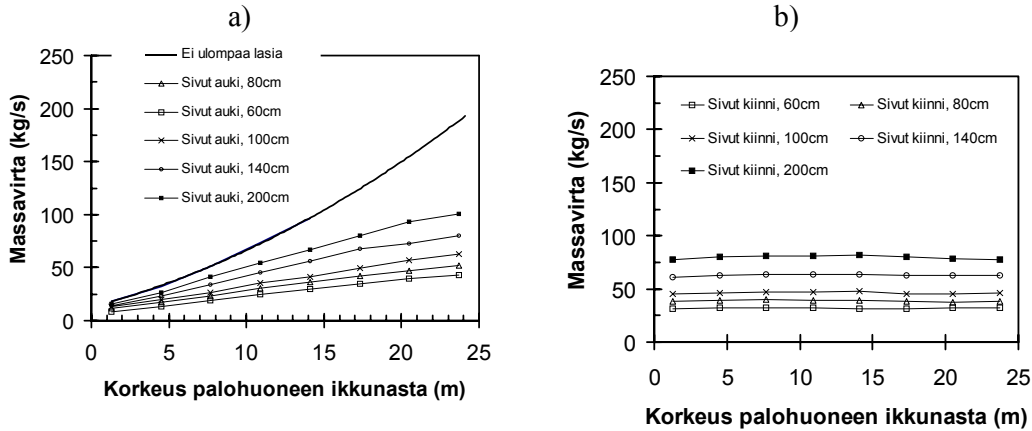 a)
Massavirta (kg/s)
250
200
150
100
50
0
Ei ulompaa lasia
Sivut auki, 80cm
Sivut auki, 60cm
Sivut auki, 100cm
Sivut auki, 140cm
Sivut auki, 200cm
0 5 10 15 20 25
Korkeus palohuoneen ikkunasta (m)
b)
Massavirta (kg/s)
250
200
150
100
50
0
Sivut kiinni, 60cm Sivut kiinni, 80cm
Sivut kiinni, 100cm Sivut kiinni, 140cm
Sivut kiinni, 200cm
0 5 10 15 20 25
Korkeus palohuoneen ikkunasta (m)